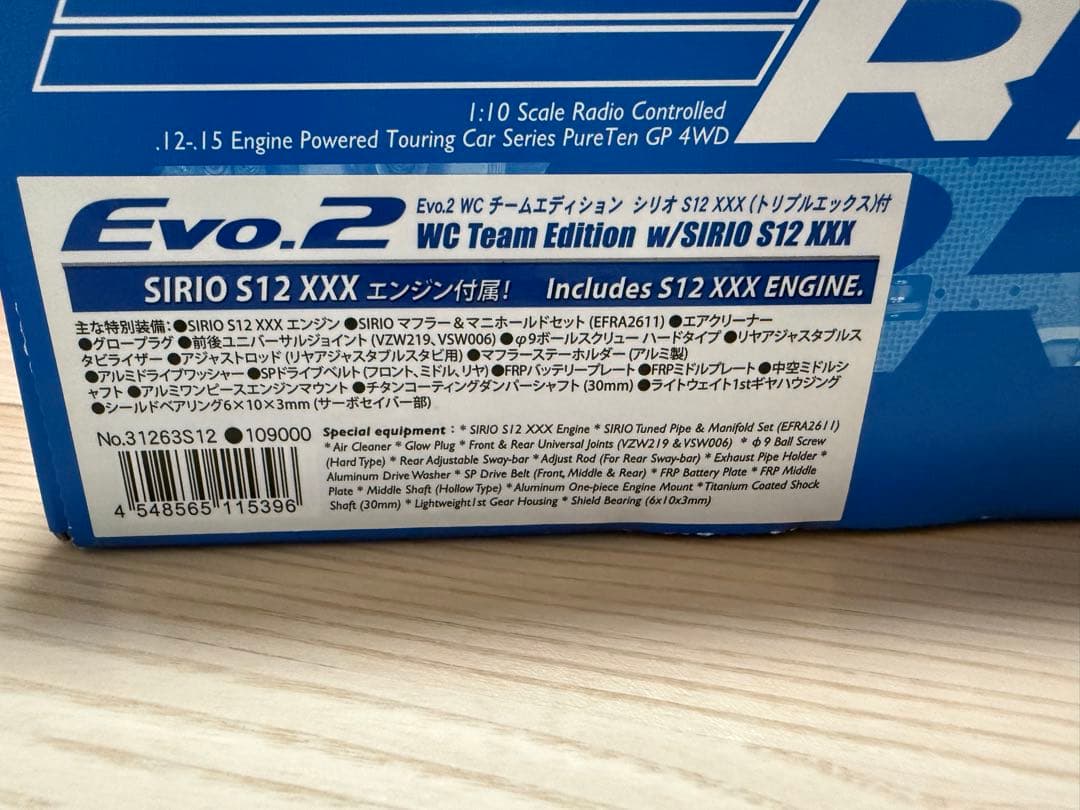 1:10 Scale Radio Controlled
.12-.15 Engine Powered Touring Car Series PureTen GP 4WD
Evo.2
Evo.2 WC チームエディション シリオ S12 XXX (トリプルエックス)付
WC Team Edition w/SIRIO S12 XXX
SIRIO S12 XXX エンジン付属! Includes S12 XXX ENGINE.
主な特別装備:●SIRIO S12 XXX エンジン ●SIRIO マフラー&マニホールドセット (EFRA2611) ●エアクリーナー
●グロープラグ ●前後ユニバーサルジョイント (VZW219、VSW006) ●φ9ボールスクリュー ハードタイプ ●リヤアジャスタブルス
タビライザー ●アジャストロッド (リヤアジャスタブルスタビ用) ●マフラーステーホルダー (アルミ製)
●アルミドライブワッシャー ●SPドライブベルト (フロント、ミドル、リヤ) ●FRPバッテリープレート ●FRPミドルプレート ●中空ミドルシ
ャフト ●アルミワンピースエンジンマウント ●チタンコーティングダンパーシャフト (30mm) ●ライトウェイト1stギヤハウジング
●シールドベアリング6×10×3mm (サーボセイバー部)
No.31263S12 ●109000
4 548565 115396
Special equipment : * SIRIO S12 XXX Engine * SIRIO Tuned Pipe & Manifold Set (EFRA2611)
* Air Cleaner * Glow Plug * Front & Rear Universal Joints (VZW219 & VSW006) * φ9 Ball Screw
(Hard Type) * Rear Adjustable Sway-bar * Adjust Rod (For Rear Sway-bar) * Exhaust Pipe Holder *
Aluminum Drive Washer * SP Drive Belt (Front, Middle & Rear) * FRP Battery Plate * FRP Middle
Plate * Middle Shaft (Hollow Type) * Aluminum One-piece Engine Mount * Titanium Coated Shock
Shaft (30mm) * Lightweight1st Gear Housing * Shield Bearing (6x10x3mm)